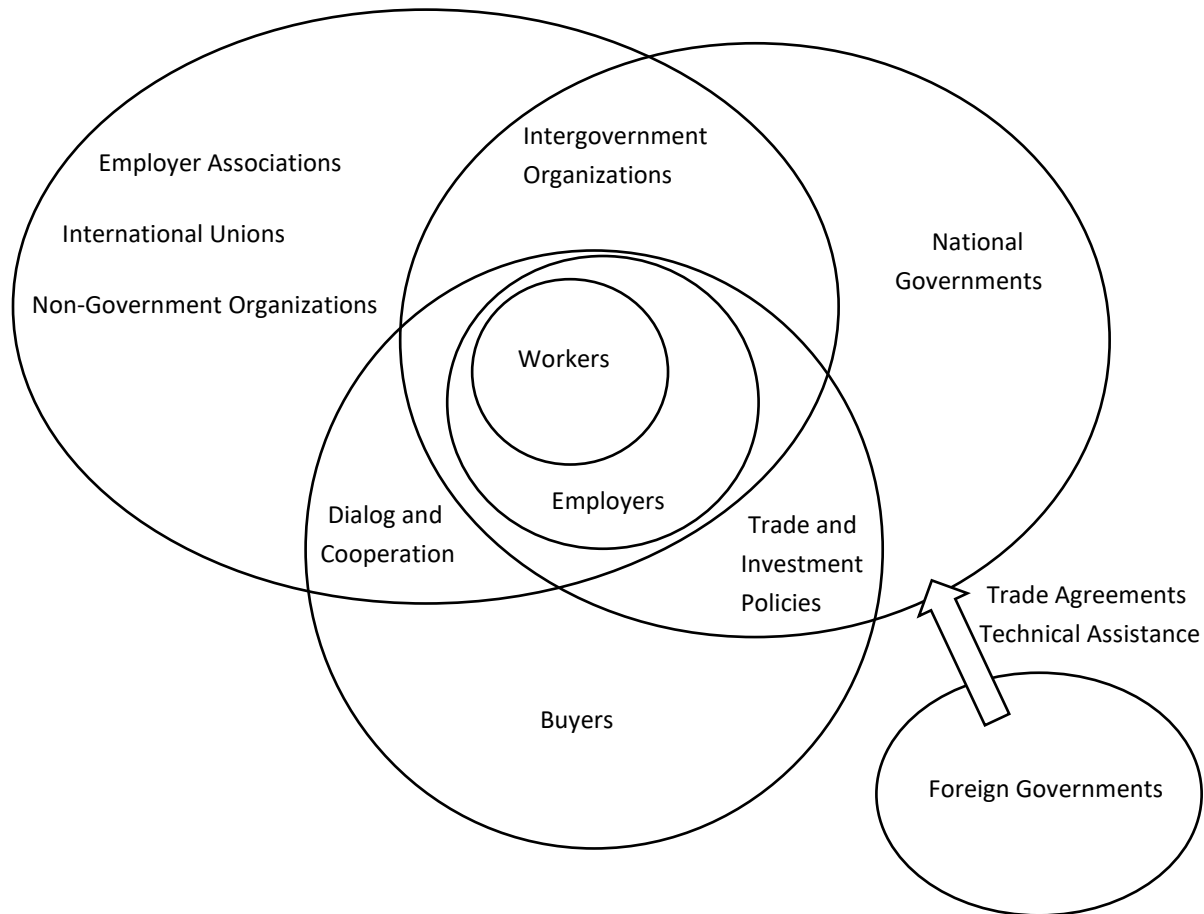 Intergovernment
Organizations
Employer Associations
International Unions
National
Governments
Non-Government Organizations
Workers
Employers
Dialog and
Cooperation
Trade and
Investment
Policies
Trade Agreements
Technical Assistance
Buyers
Foreign Governments